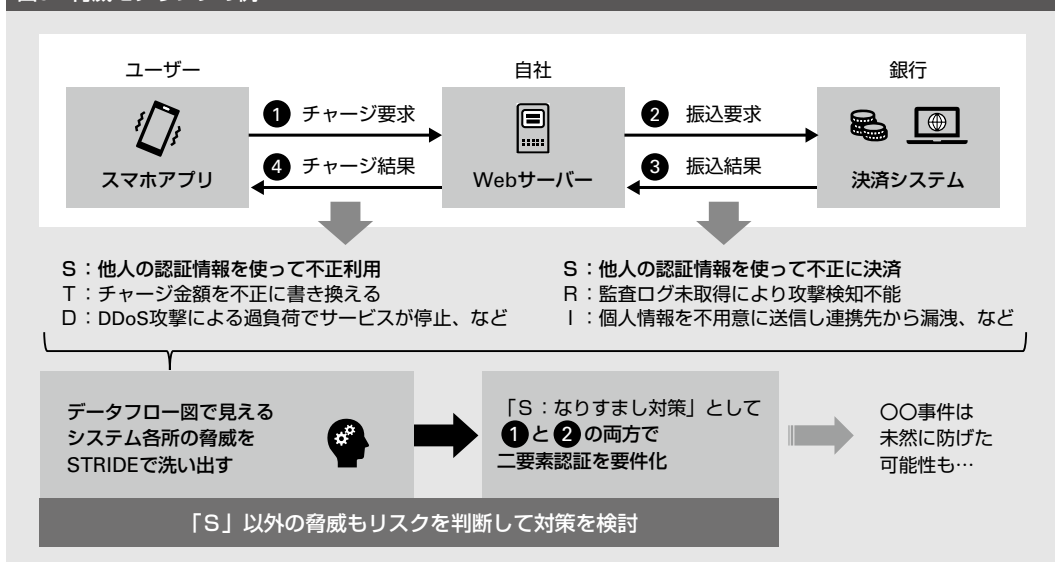 ユーザー
自社
銀行
❶ チャージ要求
❷ 振込要求
❹ チャージ結果
❸ 振込結果
スマホアプリ
Webサーバー
決済システム
S：他人の認証情報を使って不正利用
T：チャージ金額を不正に書き換える
D：DDoS攻撃による過負荷でサービスが停止、など
S：他人の認証情報を使って不正に決済
R：監査ログ未取得により攻撃検知不能
I：個人情報を不用意に送信し連携先から漏洩、など
データフロー図で見える
システム各所の脅威を
STRIDEで洗い出す
「S：なりすまし対策」として
❶と❷の両方で
二要素認証を要件化
〇〇事件は
未然に防げた
可能性も…
「S」以外の脅威もリスクを判断して対策を検討